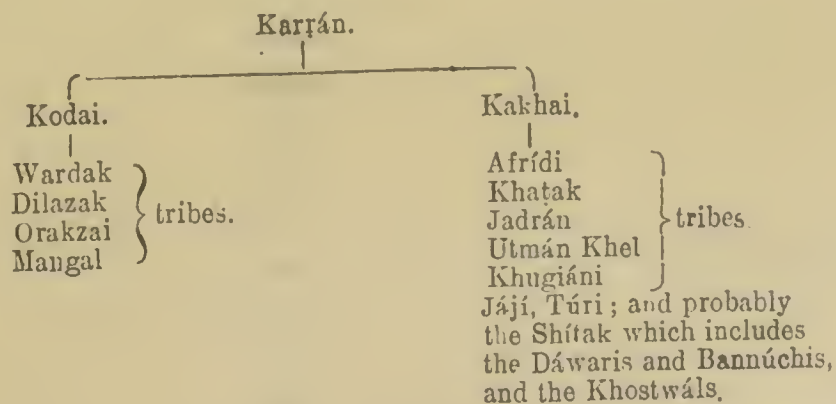 Karṛán.
Kodai.
Wardak
Dilazak
Orakzai
Mangal
tribes.
Kakhai.
Afrídi
Khaṭak
Jadrán
Utmán Khel
Khugiáni
tribes
Jájí, Túri; and probably
the Shítak which includes
the Dáwaris and Bannúchis,
and the Khostwáls.